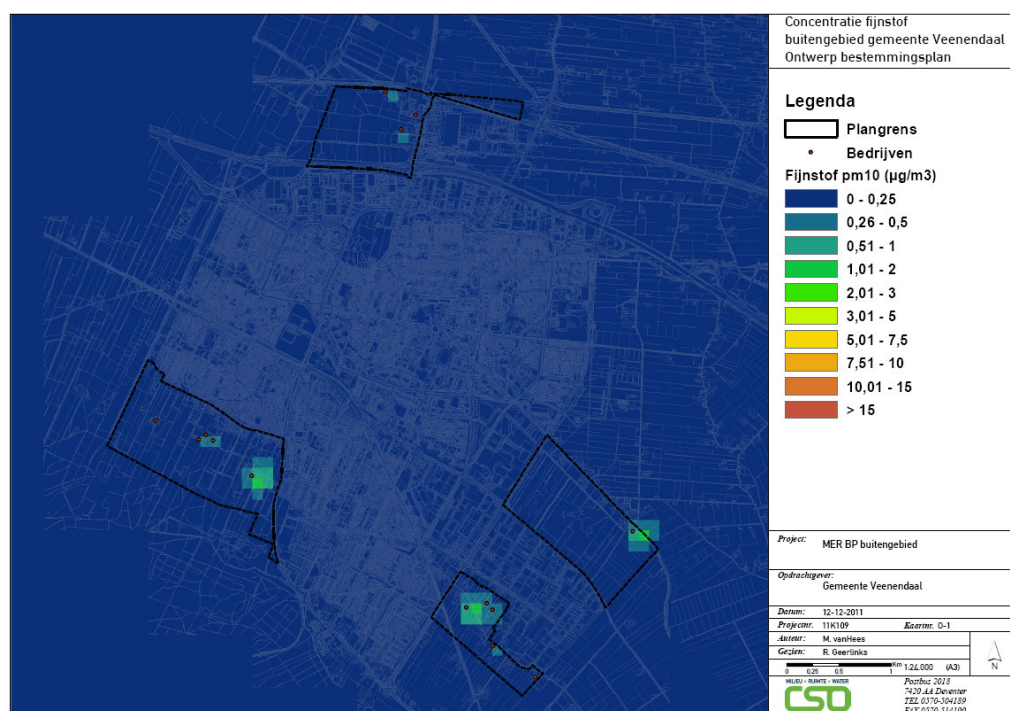 Concentratie fijnstof
buitengebied gemeente Veenendaal
Ontwerp bestemmingsplan
Legenda
Plangrens
Bedrijven
Fijnstof pm10 (µg/m3)
0 - 0,25
0,26 - 0,5
0,51 - 1
1,01 - 2
2,01 - 3
3,01 - 5
5,01 - 7,5
7,51 - 10
10,01 - 15
> 15
Project: MER BP buitengebied
Opdrachtgever:
Gemeente Veenendaal
Datum: 12-12-2011
Projectnr. 11K109 Kaartnr. 0-1
Auteur: M. vanHees
Gezien: R. Geerlinks
Km 1:24.000 (A3)
0 0,25 0,5 1
N
MILIEU - RUIMTE - WATER
CSO
Postbus 2018
7420 AA Deventer
TEL 0570-504189